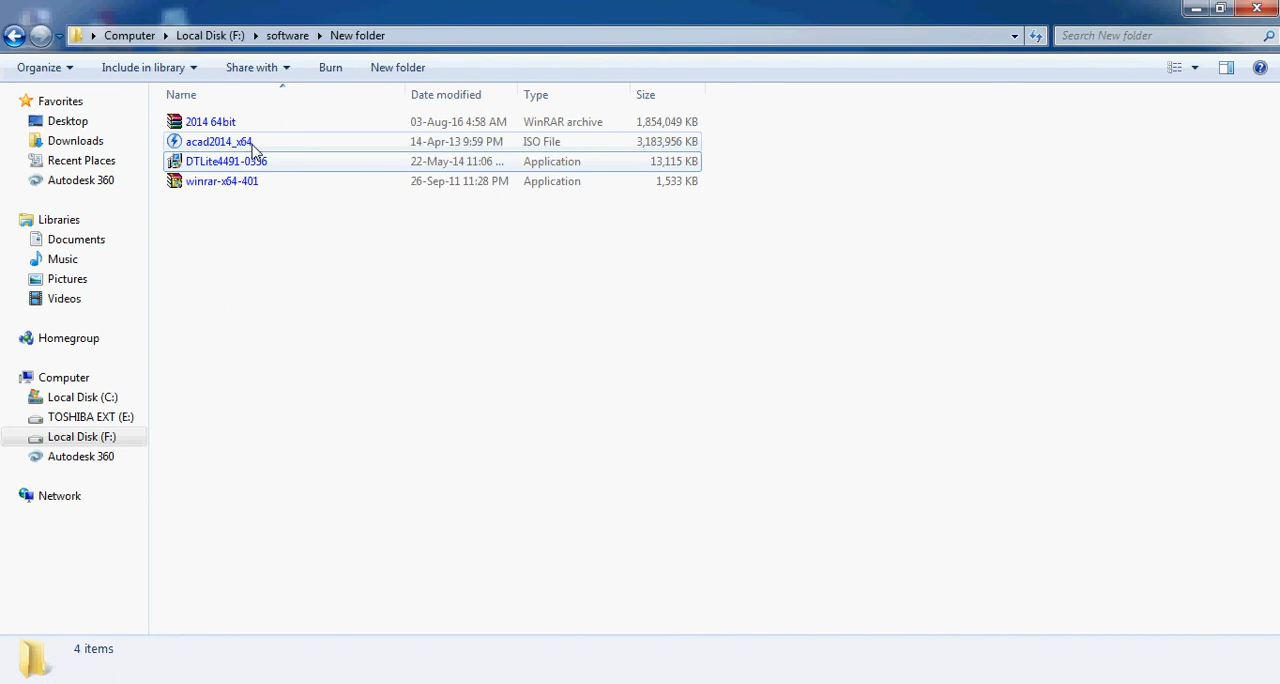 Computer Local Disk (F:) software New folder Search New folder
Organize Include in library Share with Burn New folder
Favorites
Desktop
Downloads
Recent Places
Autodesk 360
Libraries
Documents
Music
Pictures
Videos
Homegroup
Computer
Local Disk (C:)
TOSHIBA EXT (E:)
Local Disk (F:)
Autodesk 360
Network
Name Date modified Type Size
2014 64bit 03-Aug-16 4:58 AM WinRAR archive 1,854,049 KB
acad2014_x64 14-Apr-13 9:59 PM ISO File 3,183,956 KB
22-May-14 11:06 ... Application 13,115 KB
winrar-x64-401 26-Sep-11 11:28 PM Application 1,533 KB
4 items